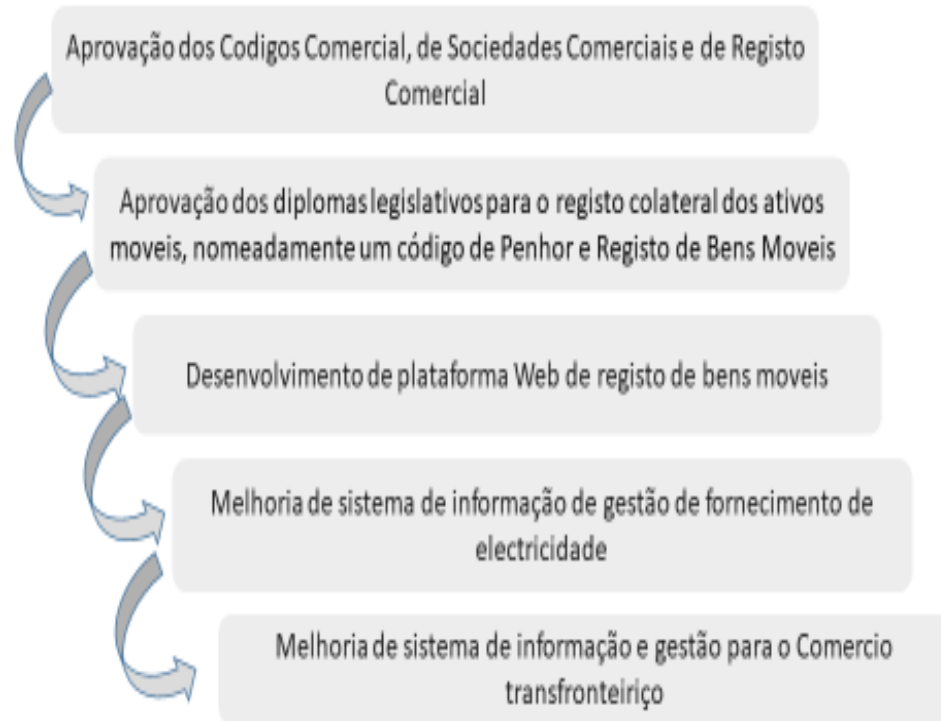 Aprovação dos Codigos Comercial, de Sociedades Comerciais e de Registo
Comercial
Aprovação dos diplomas legislativos para o registo colateral dos ativos
moveis, nomeadamente um código de Penhor e Registo de Bens Moveis
Desenvolvimento de plataforma Web de registo de bens moveis
Melhoria de sistema de informação de gestão de fornecimento de
electricidade
Melhoria de sistema de informação e gestão para o Comercio
transfronteiriço